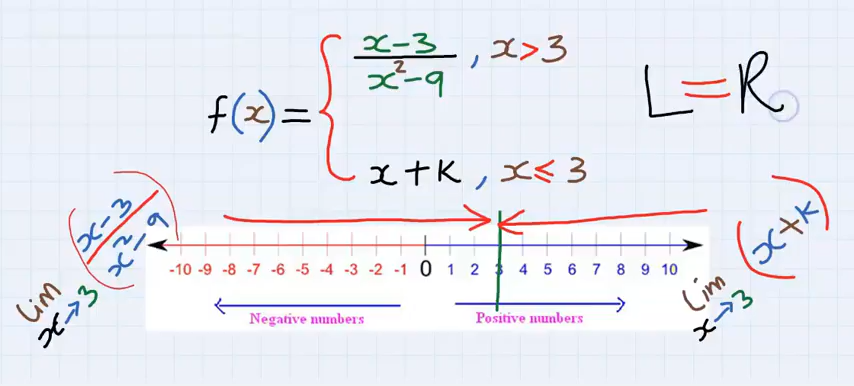 f(x) = { x-3 / x²-9 , x > 3
x + K , x ≤ 3
L = R
lim x→3 (x-3 / x²-9)
lim x→3 (x+K)
-10 -9 -8 -7 -6 -5 -4 -3 -2 -1 0 1 2 3 4 5 6 7 8 9 10
Negative numbers
Positive numbers